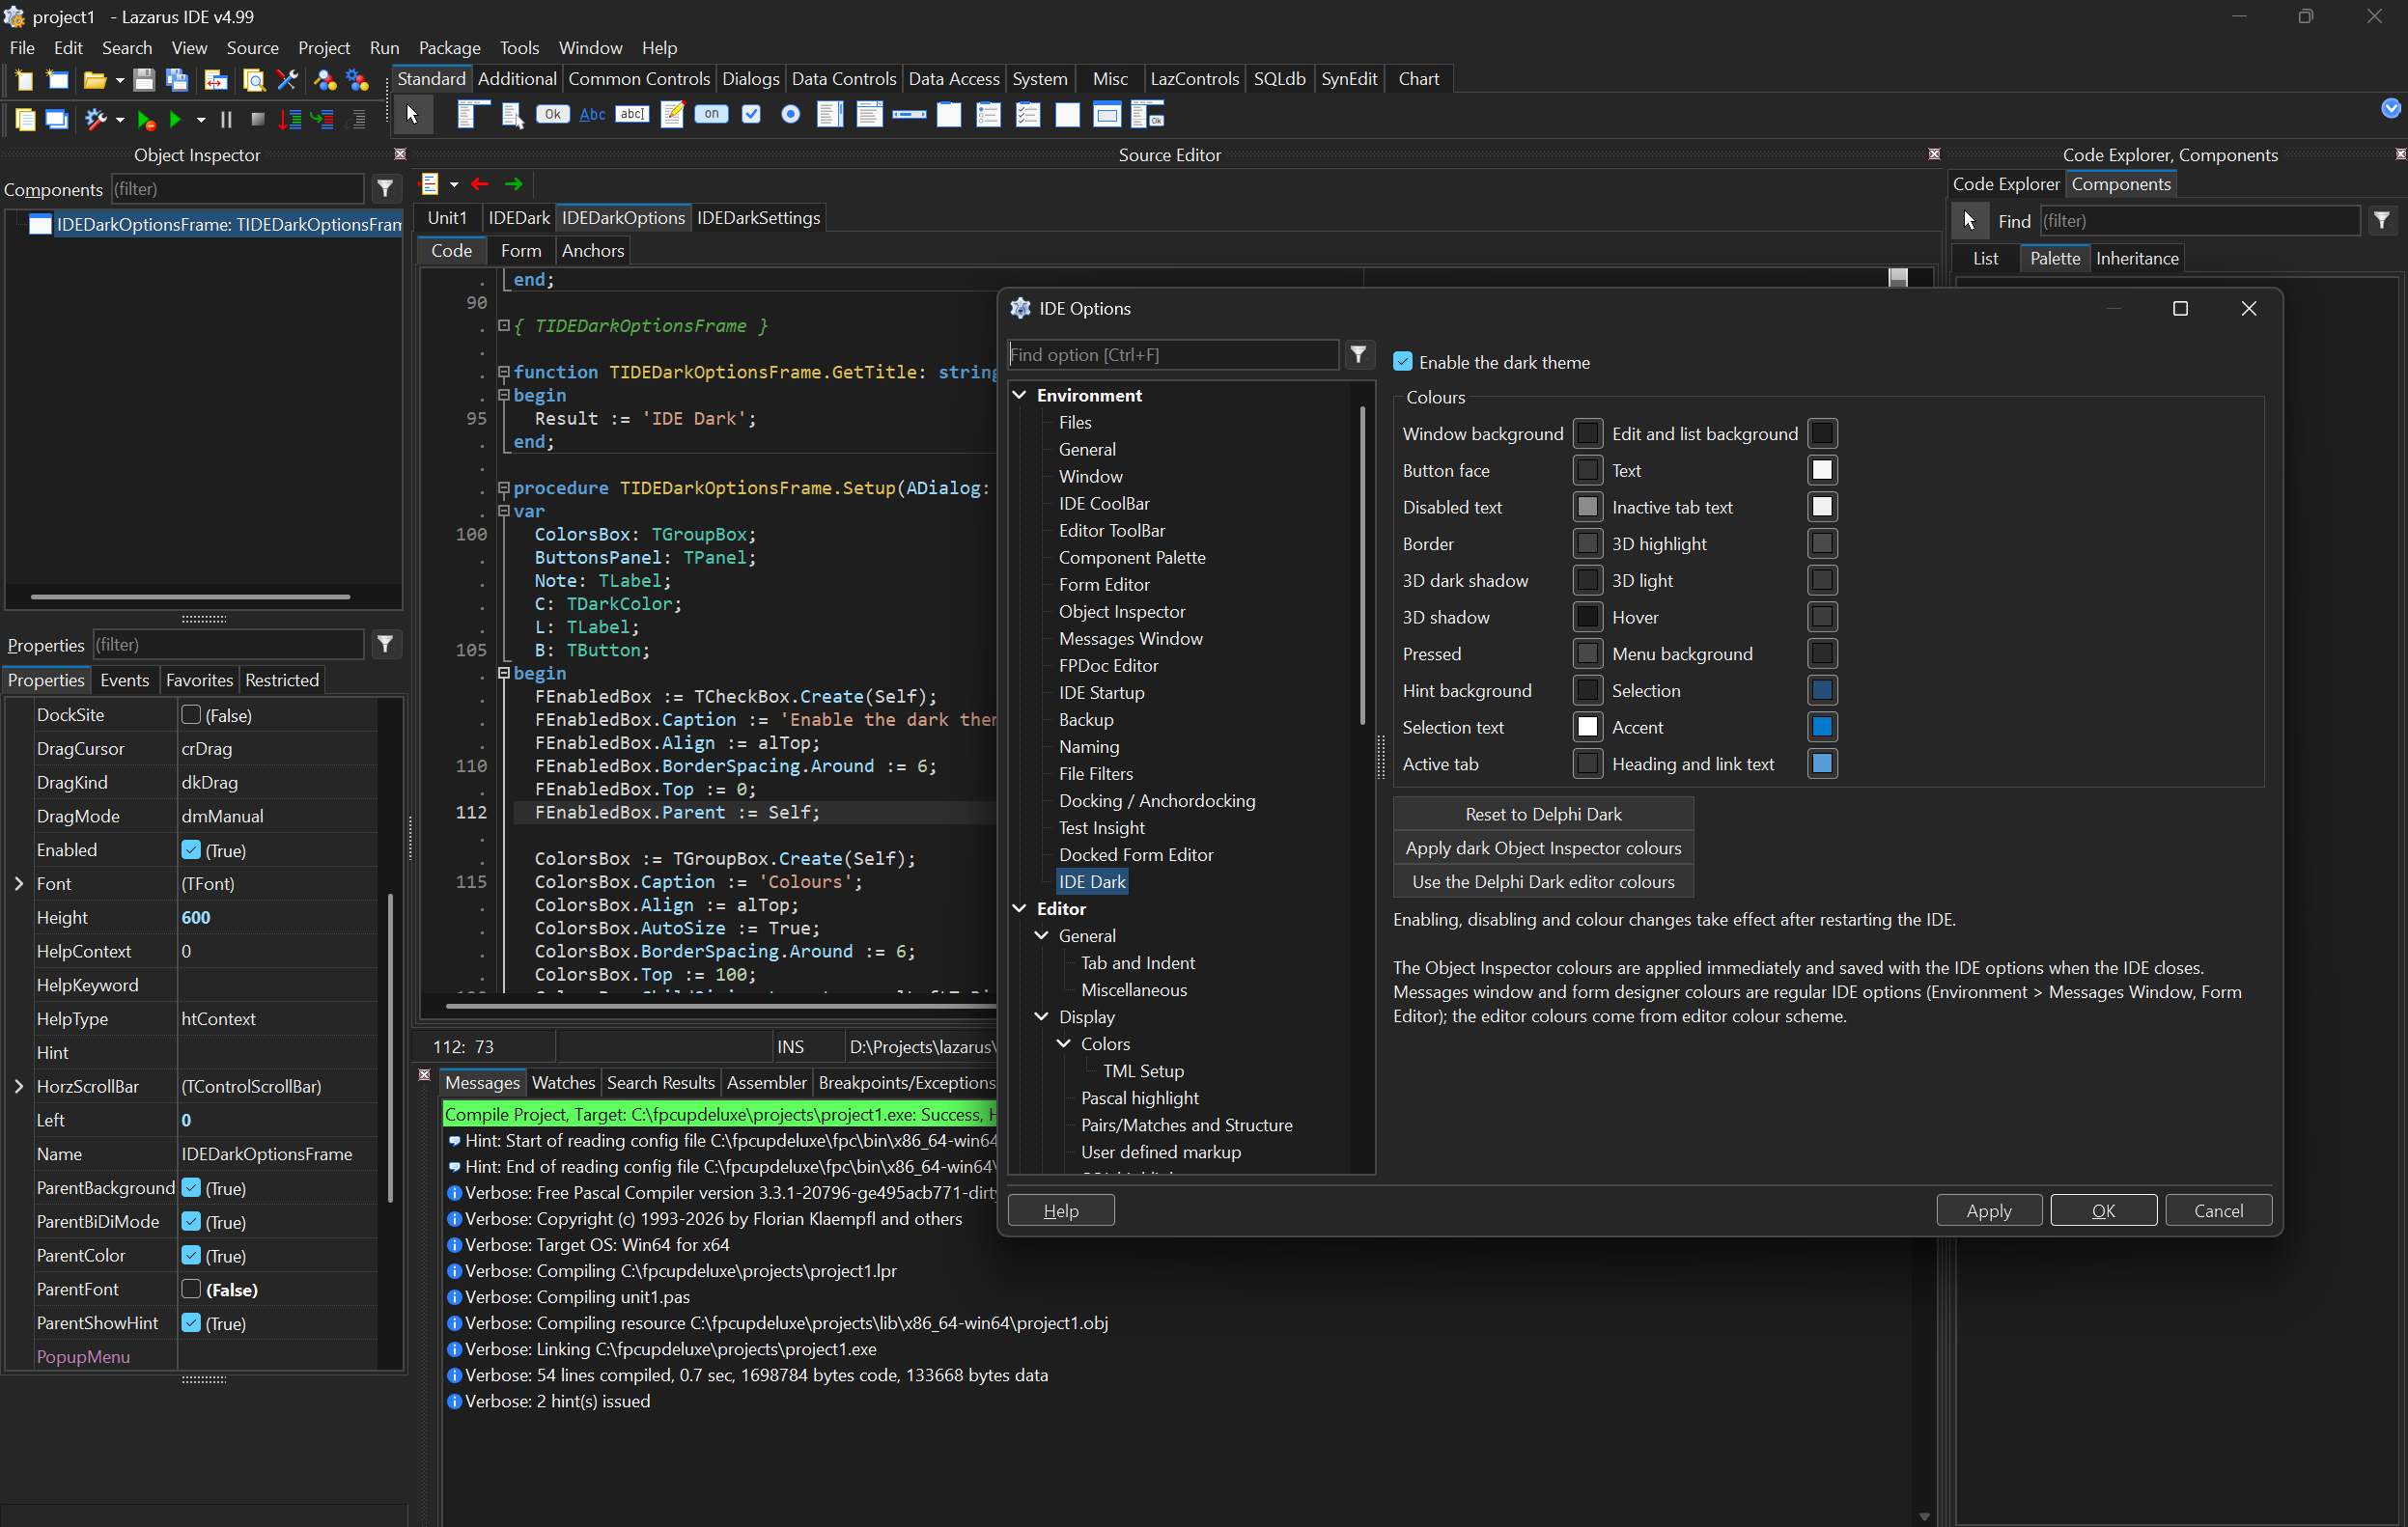 project1 - Lazarus IDE v4.99
File Edit Search View Source Project Run Package Tools Window Help
Standard Additional Common Controls Dialogs Data Controls Data Access System Misc LazControls SQLdb SynEdit Chart
Ok Abc abc on Ok
Object Inspector
Components (filter)
IDEDarkOptionsFrame: TIDEDarkOptionsFram
Properties (filter)
Properties Events Favorites Restricted
DockSite (False)
DragCursor crDrag
DragKind dkDrag
DragMode dmManual
Enabled (True)
Font (TFont)
Height 600
HelpContext 0
HelpKeyword
HelpType htContext
Hint
HorzScrollBar (TControlScrollBar)
Left 0
Name IDEDarkOptionsFrame
ParentBackground (True)
ParentBiDiMode (True)
ParentColor (True)
ParentFont (False)
ParentShowHint (True)
PopupMenu
Source Editor
Unit1 IDEDark IDEDarkOptions IDEDarkSettings
Code Form Anchors
end;
90
{ TIDEDarkOptionsFrame }
function TIDEDarkOptionsFrame.GetTitle: string
begin
95 Result := 'IDE Dark';
end;
procedure TIDEDarkOptionsFrame.Setup(ADialog:
var
100 ColorsBox: TGroupBox;
ButtonsPanel: TPanel;
Note: TLabel;
C: TDarkColor;
L: TLabel;
105 B: TButton;
begin
FEnabledBox := TCheckBox.Create(Self);
FEnabledBox.Caption := 'Enable the dark the
FEnabledBox.Align := alTop;
110 FEnabledBox.BorderSpacing.Around := 6;
FEnabledBox.Top := 0;
112 FEnabledBox.Parent := Self;
ColorsBox := TGroupBox.Create(Self);
115 ColorsBox.Caption := 'Colours';
ColorsBox.Align := alTop;
ColorsBox.AutoSize := True;
ColorsBox.BorderSpacing.Around := 6;
ColorsBox.Top := 100;
112: 73 INS D:\Projects\lazarus\
Messages Watches Search Results Assembler Breakpoints/Exceptions
Compile Project, Target: C:\fpcupdeluxe\projects\project1.exe: Success, H
Hint: Start of reading config file C:\fpcupdeluxe\fpc\bin\x86_64-win64
Hint: End of reading config file C:\fpcupdeluxe\fpc\bin\x86_64-win64\
Verbose: Free Pascal Compiler version 3.3.1-20796-ge495acb771-dirty
Verbose: Copyright (c) 1993-2026 by Florian Klaempfl and others
Verbose: Target OS: Win64 for x64
Verbose: Compiling C:\fpcupdeluxe\projects\project1.lpr
Verbose: Compiling unit1.pas
Verbose: Compiling resource C:\fpcupdeluxe\projects\lib\x86_64-win64\project1.obj
Verbose: Linking C:\fpcupdeluxe\projects\project1.exe
Verbose: 54 lines compiled, 0.7 sec, 1698784 bytes code, 133668 bytes data
Verbose: 2 hint(s) issued
Code Explorer, Components
Code Explorer Components
Find (filter)
List Palette Inheritance
IDE Options
Find option [Ctrl+F]
Environment
Files
General
Window
IDE CoolBar
Editor ToolBar
Component Palette
Form Editor
Object Inspector
Messages Window
FPDoc Editor
IDE Startup
Backup
Naming
File Filters
Docking / Anchordocking
Test Insight
Docked Form Editor
IDE Dark
Editor
General
Tab and Indent
Miscellaneous
Display
Colors
TML Setup
Pascal highlight
Pairs/Matches and Structure
User defined markup
Enable the dark theme
Colours
Window background Edit and list background
Button face Text
Disabled text Inactive tab text
Border 3D highlight
3D dark shadow 3D light
3D shadow Hover
Pressed Menu background
Hint background Selection
Selection text Accent
Active tab Heading and link text
Reset to Delphi Dark
Apply dark Object Inspector colours
Use the Delphi Dark editor colours
Enabling, disabling and colour changes take effect after restarting the IDE.
The Object Inspector colours are applied immediately and saved with the IDE options when the IDE closes.
Messages window and form designer colours are regular IDE options (Environment > Messages Window, Form
Editor); the editor colours come from editor colour scheme.
Help Apply OK Cancel